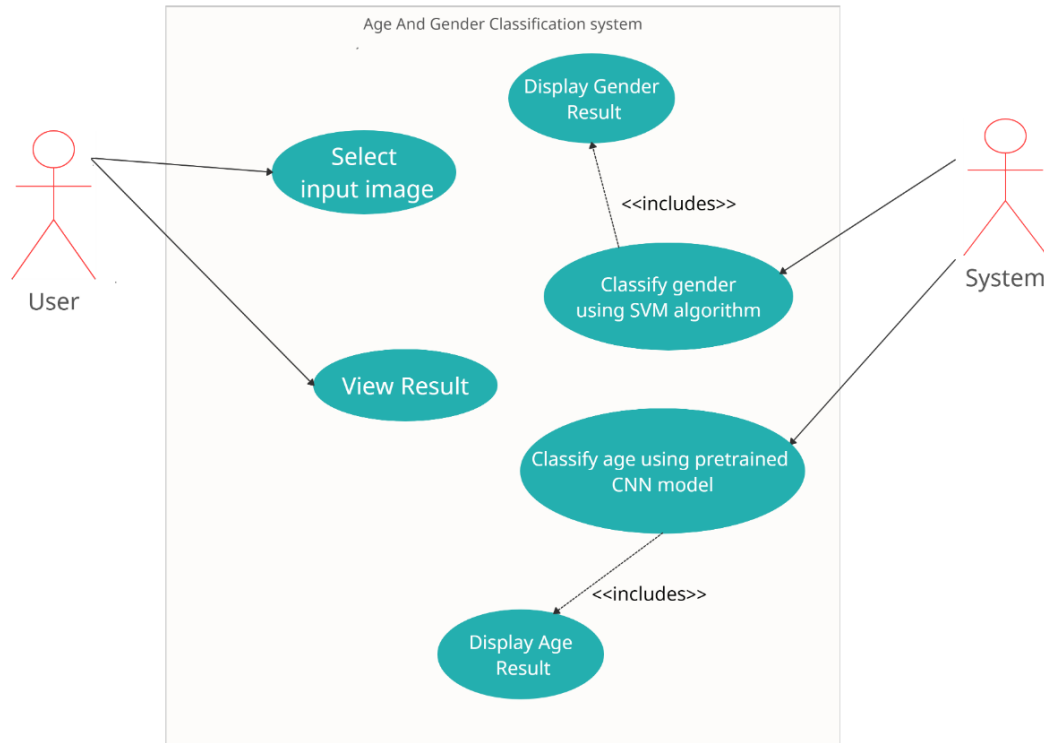 Age And Gender Classification system
Display Gender
Result
Select
input image
<<includes>>
User
System
Classify gender
using SVM algorithm
View Result
Classify age using pretrained
CNN model
<<includes>>
Display Age
Result